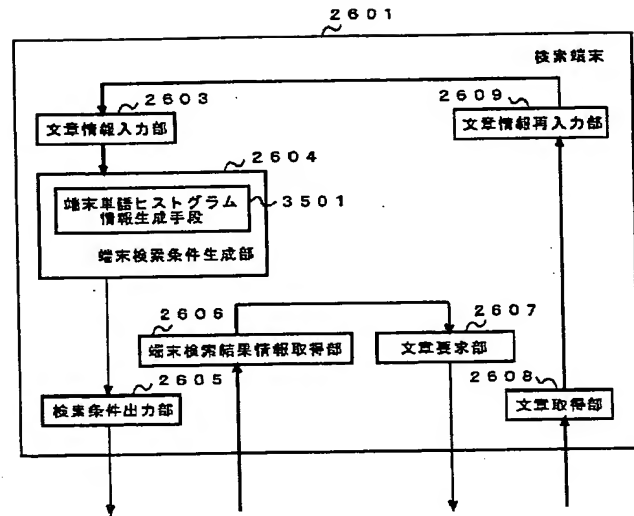 2601
検索端末
2603
文章情報入力部
2609
文章情報再入力部
2604
端末単語ヒストグラム
情報生成手段
3501
端末検索条件生成部
2606
端末検索結果情報取得部
2607
文章要求部
2605
検索条件出力部
2608
文章取得部